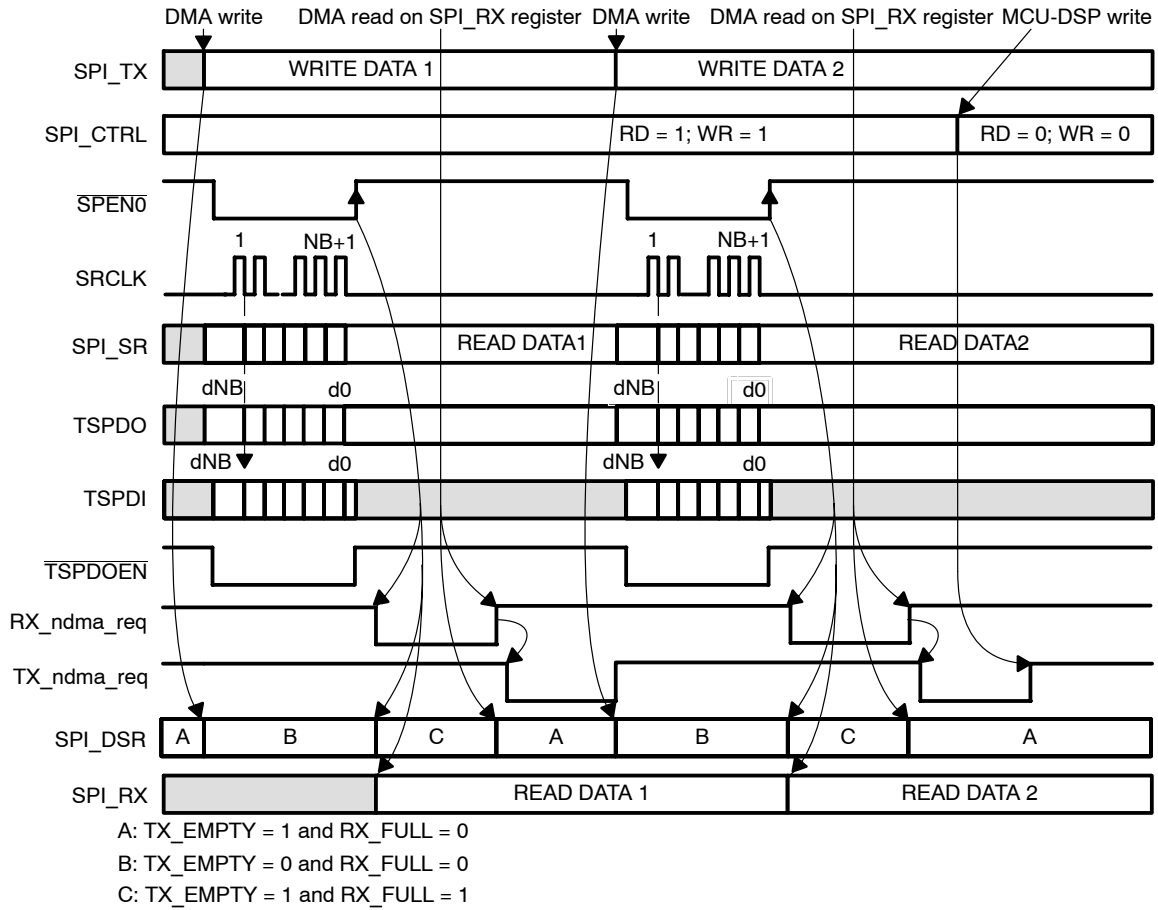 DMA write DMA read on SPI_RX register DMA write DMA read on SPI_RX register MCU-DSP write
SPI_TX WRITE DATA 1 WRITE DATA 2
SPI_CTRL RD = 1; WR = 1 RD = 0; WR = 0
SPEN0
1 NB+1 1 NB+1
SRCLK
SPI_SR READ DATA1 READ DATA2
dNB d0 dNB d0
TSPDO
dNB d0 dNB d0
TSPDI
TSPDOEN
RX_ndma_req
TX_ndma_req
SPI_DSR A B C A B C A
SPI_RX READ DATA 1 READ DATA 2
A: TX_EMPTY = 1 and RX_FULL = 0
B: TX_EMPTY = 0 and RX_FULL = 0
C: TX_EMPTY = 1 and RX_FULL = 1